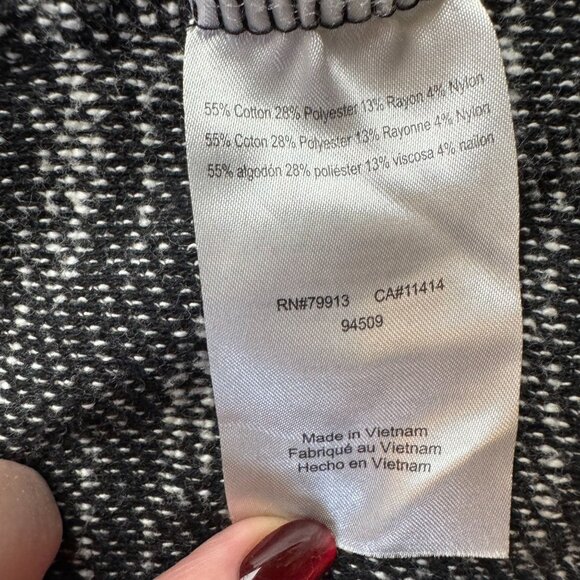 55% Cotton 28% Polyester 13% Rayon 4% Nylon
55% Coton 28% Polyester 13% Rayonne 4% Nylon
55% algodón 28% poliéster 13% viscosa 4% nailon
RN#79913 CA#11414
94509
Made in Vietnam
Fabriqué au Vietnam
Hecho en Vietnam